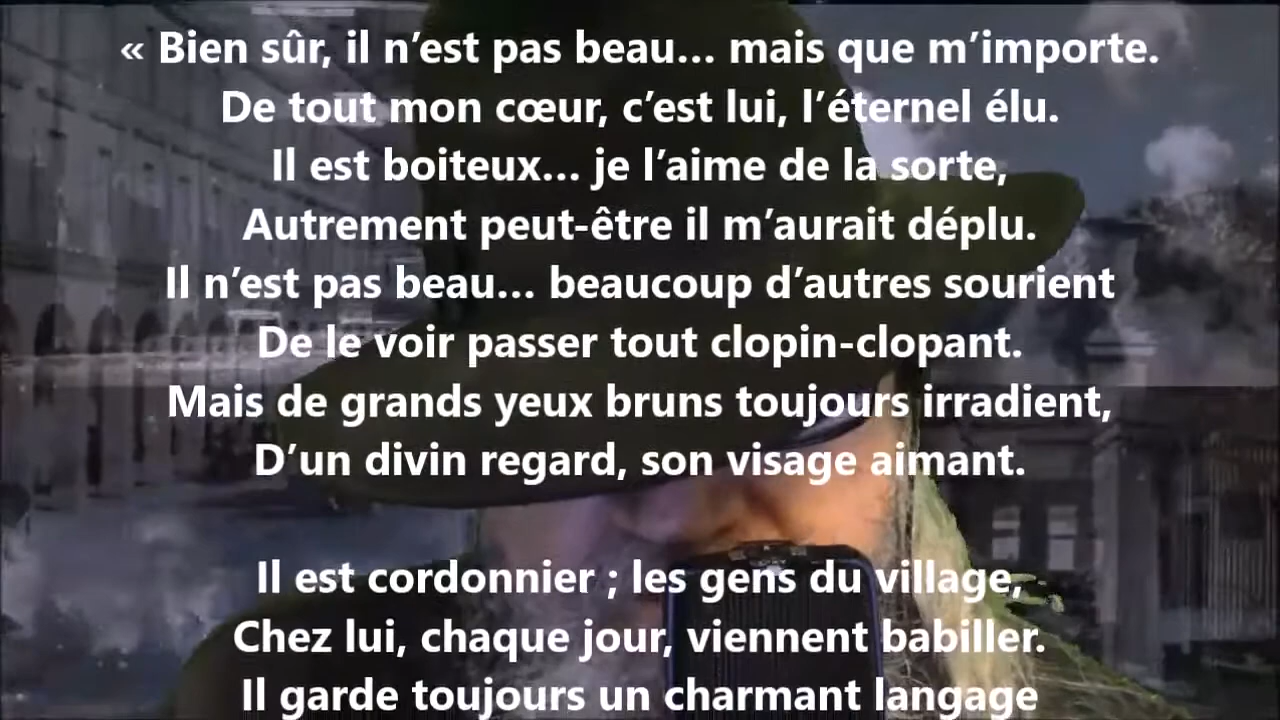 « Bien sûr, il n’est pas beau... mais que m’importe.
De tout mon cœur, c’est lui, l’éternel élu.
Il est boiteux... je l’aime de la sorte,
Autrement peut-être il m’aurait déplu.
Il n’est pas beau... beaucoup d’autres sourient
De le voir passer tout clopin-clopant.
Mais de grands yeux bruns toujours irradient,
D’un divin regard, son visage aimant.
Il est cordonnier ; les gens du village,
Chez lui, chaque jour, viennent babiller.
Il garde toujours un charmant langage